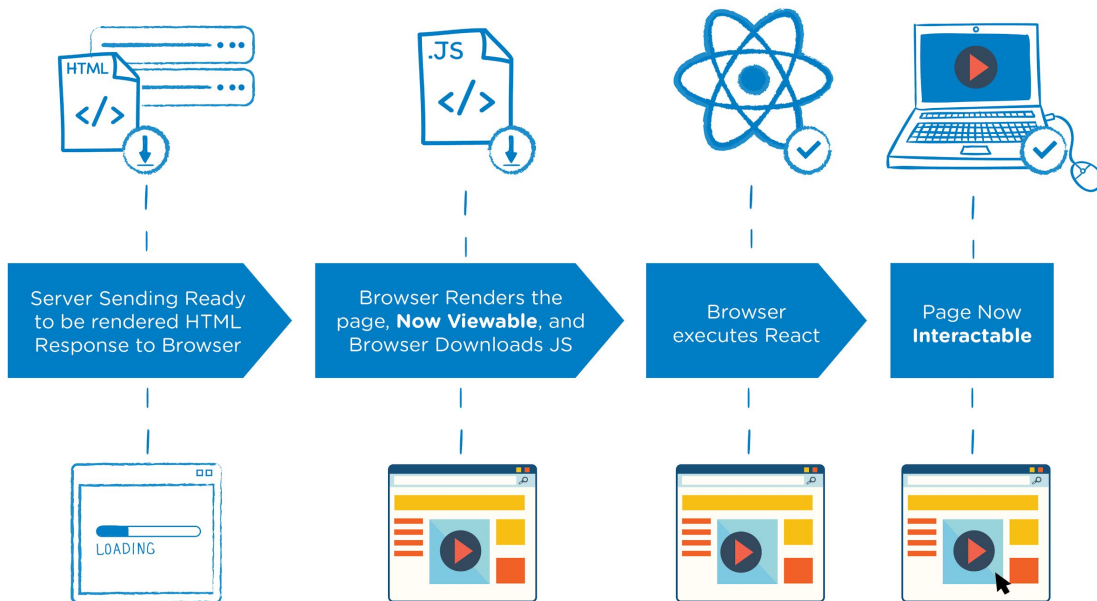 HTML
</>
.JS
</>
Server Sending Ready
to be rendered HTML
Response to Browser
Browser Renders the
page, Now Viewable, and
Browser Downloads JS
Browser
executes React
Page Now
Interactable
LOADING